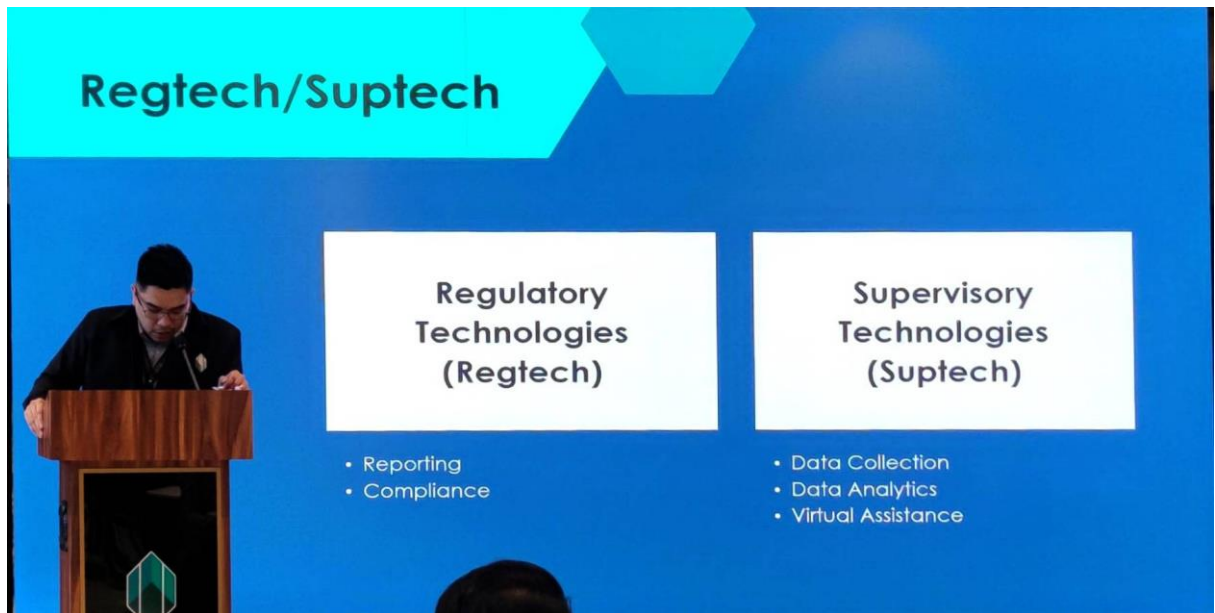 Regtech/Suptech
Regulatory
Technologies
(Regtech)
• Reporting
• Compliance
Supervisory
Technologies
(Suptech)
• Data Collection
• Data Analytics
• Virtual Assistance